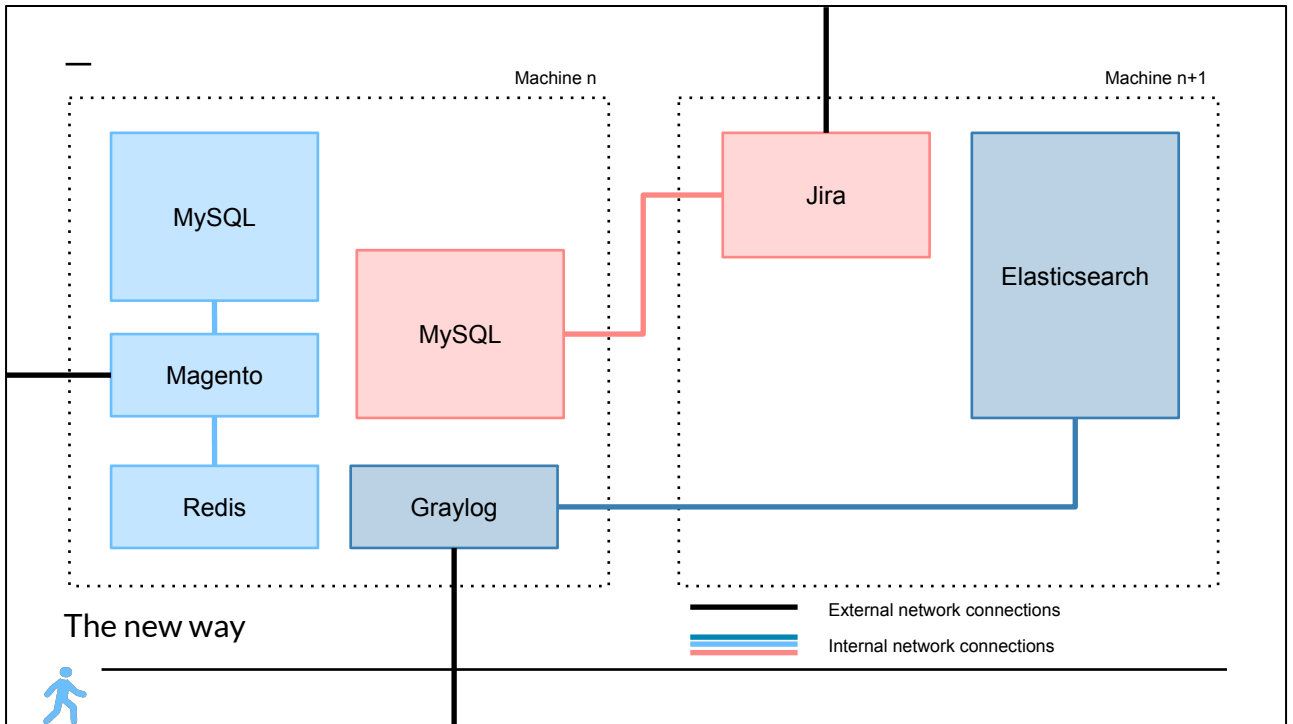 Machine n
Machine n+1
MySQL
Jira
Elasticsearch
MySQL
Magento
Redis
Graylog
The new way
External network connections
Internal network connections